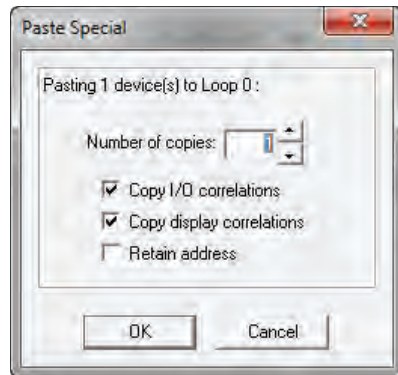 Paste Special
Pasting 1 device(s) to Loop 0 :
Number of copies: 1
Copy I/O correlations
Copy display correlations
Retain address
OK Cancel